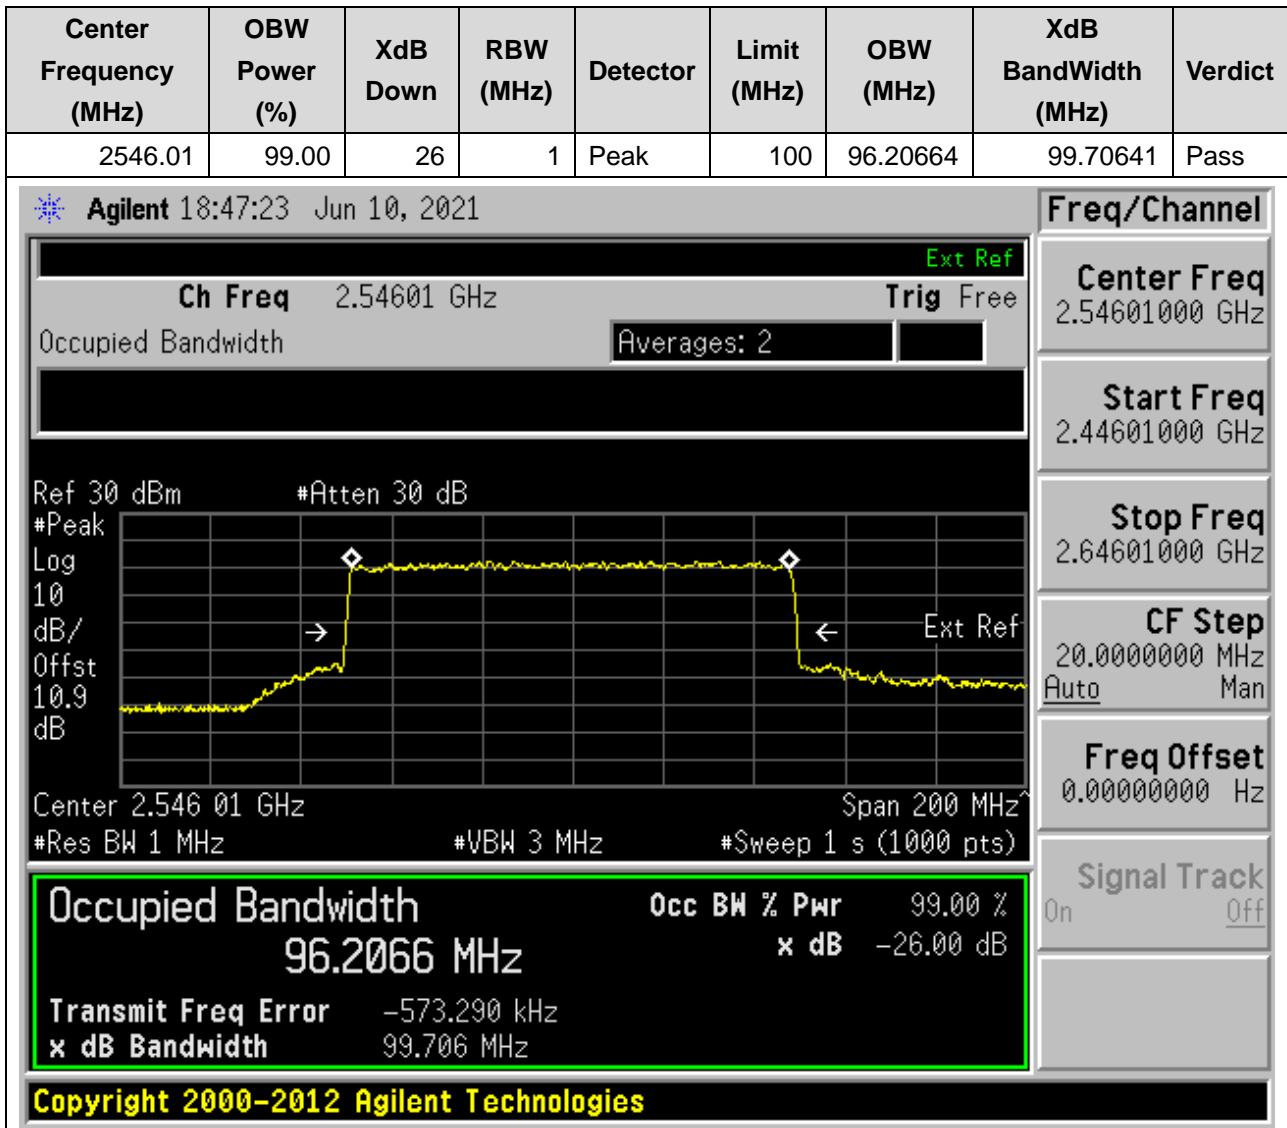 Center Frequency (MHz) OBW Power (%) XdB Down RBW (MHz) Detector Limit (MHz) OBW (MHz) XdB BandWidth (MHz) Verdict
2546.01 99.00 26 1 Peak 100 96.20664 99.70641 Pass
Agilent 18:47:23 Jun 10, 2021
Freq/Channel
Ext Ref
Ch Freq 2.54601 GHz Trig Free
Occupied Bandwidth Averages: 2
Center Freq
2.54601000 GHz
Start Freq
2.44601000 GHz
Ref 30 dBm #Atten 30 dB
#Peak
Log
10
dB/
Offst
10.9
dB
Ext Ref
Stop Freq
2.64601000 GHz
CF Step
20.0000000 MHz
Auto Man
Freq Offset
0.00000000 Hz
Center 2.546 01 GHz Span 200 MHz^
#Res BW 1 MHz #VBW 3 MHz #Sweep 1 s (1000 pts)
Signal Track
On Off
Occupied Bandwidth Occ BW % Pwr 99.00 %
96.2066 MHz x dB -26.00 dB
Transmit Freq Error -573.290 kHz
x dB Bandwidth 99.706 MHz
Copyright 2000-2012 Agilent Technologies